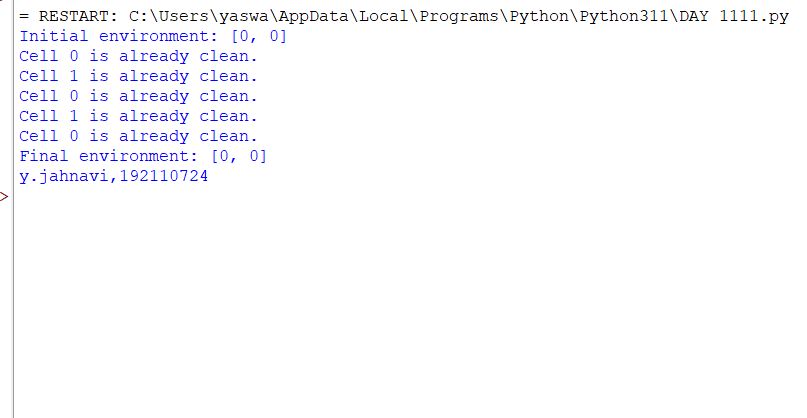 = RESTART: C:\Users\yaswa\AppData\Local\Programs\Python\Python311\DAY 1111.py
Initial environment: [0, 0]
Cell 0 is already clean.
Cell 1 is already clean.
Cell 0 is already clean.
Cell 1 is already clean.
Cell 0 is already clean.
Final environment: [0, 0]
y.jahnavi,192110724
>